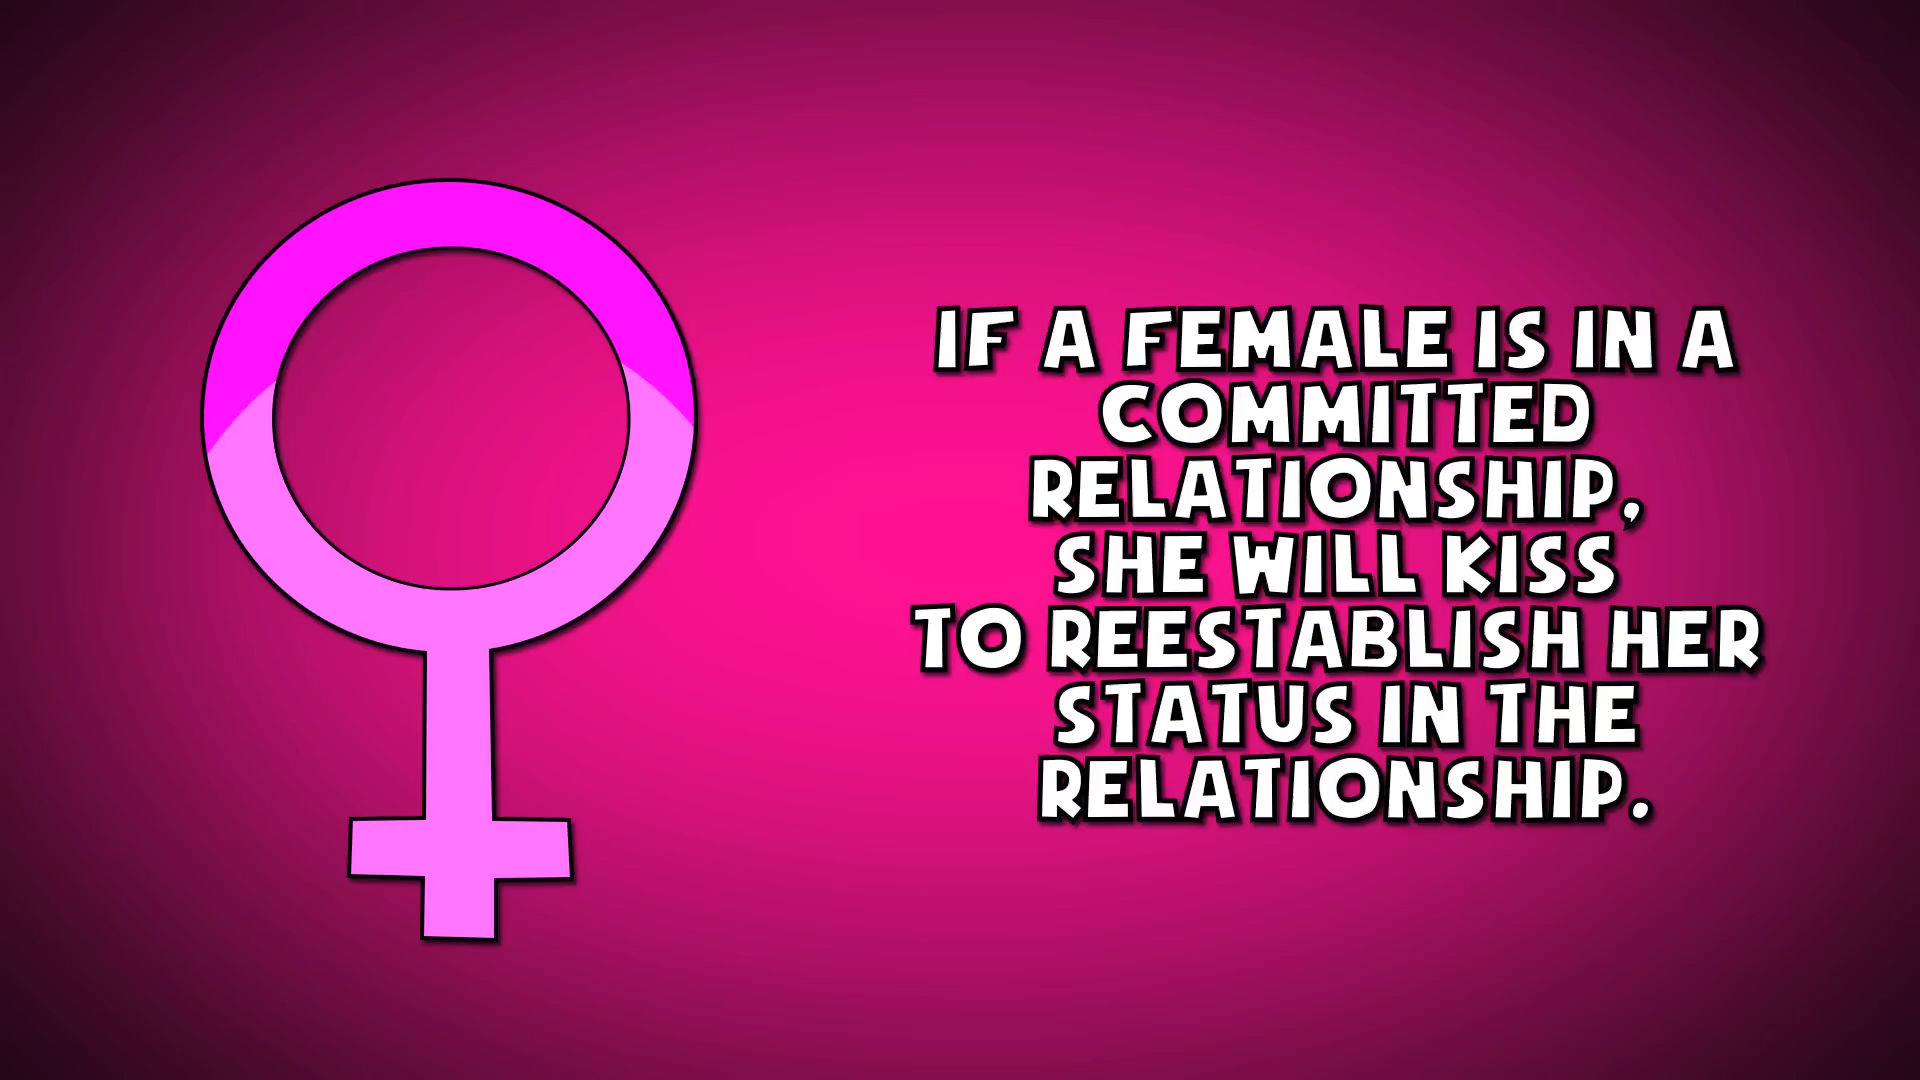 IF A FEMALE IS IN A
COMMITTED
RELATIONSHIP,
SHE WILL KISS
TO REESTABLISH HER
STATUS IN THE
RELATIONSHIP.